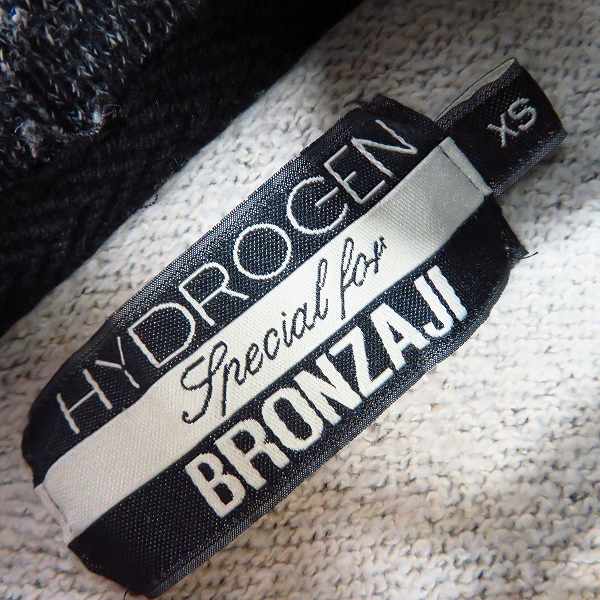 HYDROGEN
Special for
BRONZAJI
XS